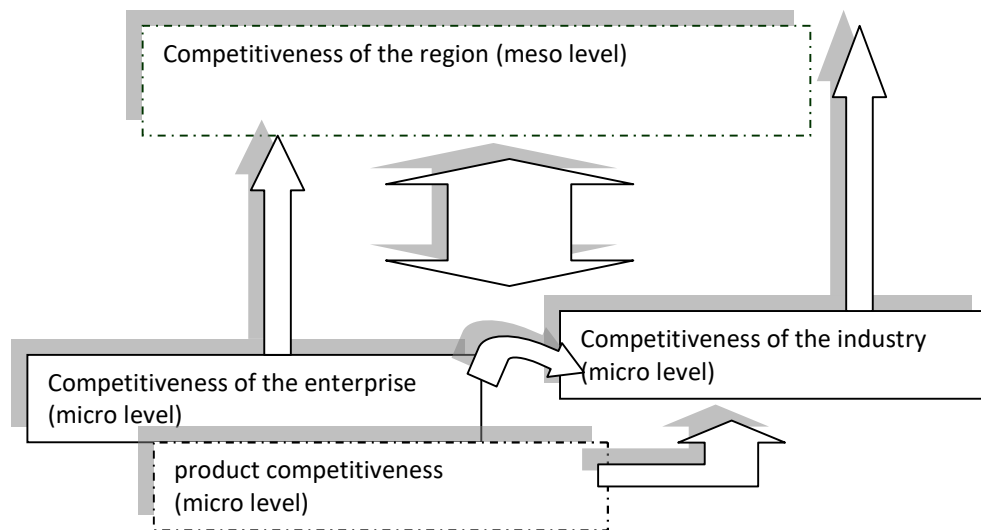 Competitiveness of the region (meso level)
Competitiveness of the industry
(micro level)
Competitiveness of the enterprise
(micro level)
product competitiveness
(micro level)